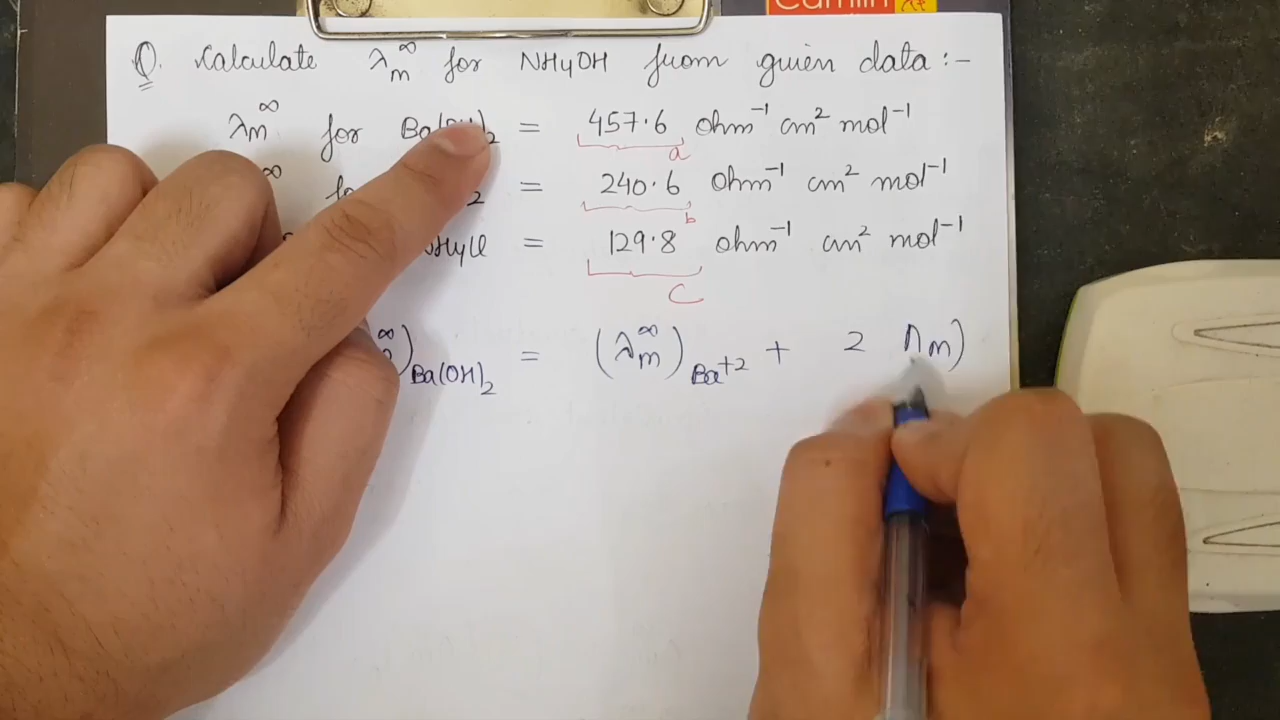 Camlin
Q. Calculate λm∞ for NH4OH from given data :-
λm∞ for Ba(OH)2 = 457.6 ohm-1 cm2 mol-1
a
∞ 2 = 240.6 ohm-1 cm2 mol-1
b
= 129.8 ohm-1 cm2 mol-1
C
∞)Ba(OH)2 = (λm∞)Ba+2 + 2 m)